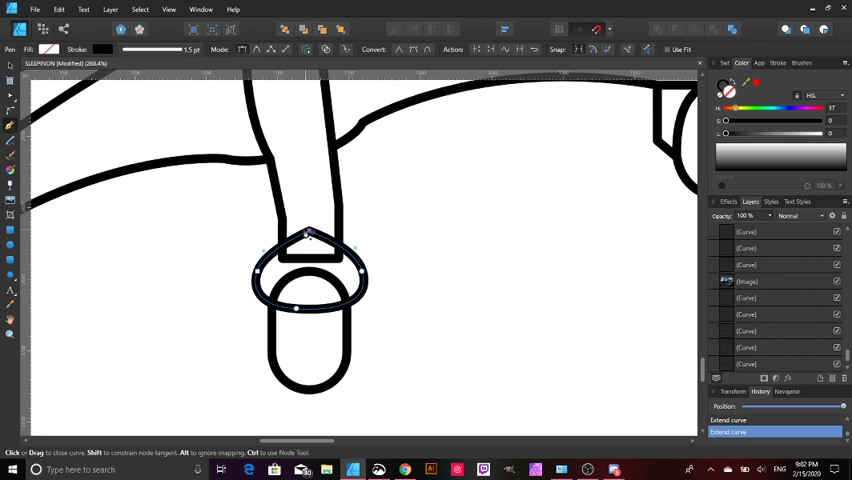 File Edit Text Layer Select View Window Help
Pen Fill: Stroke: 1.5 pt Mode: Convert: Action: Snap: Use Fill
SLEEPINON [Modified] (268.4%)
Swt Color App Stroke Brushes
HSL
H: 37
S: 0
L: 0
Opacity 100 %
Effects Layers Styles Text Styles
Opacity: 100 % Normal
(Curve)
(Curve)
(Curve)
(Image)
(Curve)
(Curve)
(Curve)
(Curve)
(Curve)
Transform History Navigator
Position:
Extend curve
Extend curve
Click or Drag to close curve. Shift to constrain node tangent. Alt to ignore snapping. Ctrl to use Node Tool.
Type here to search
ENG
9:02 PM
2/15/2020